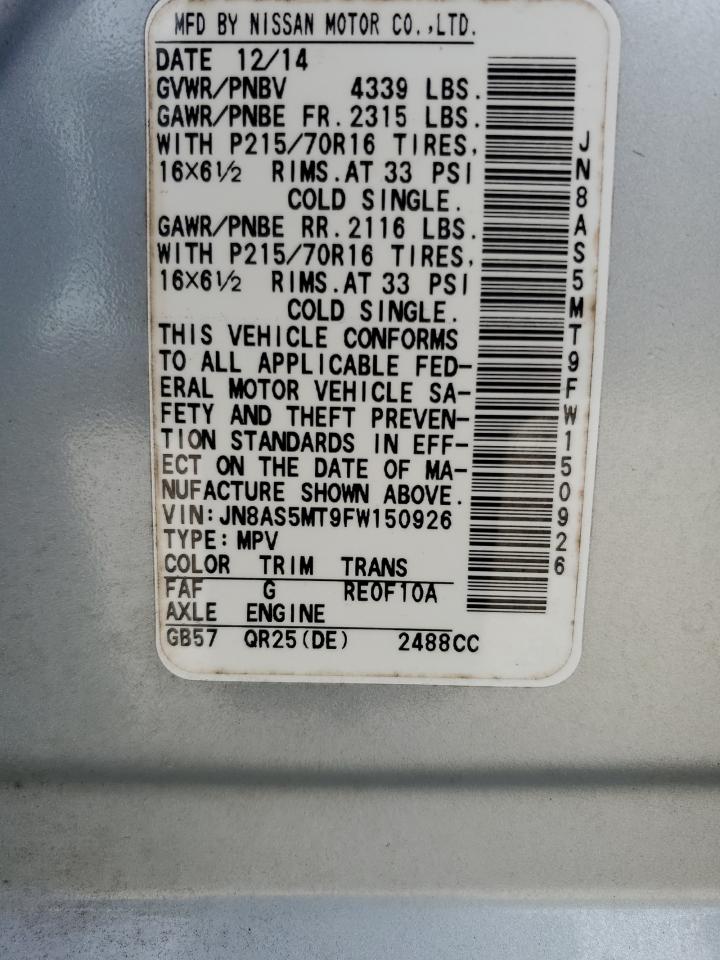 MFD BY NISSAN MOTOR CO.,LTD.
DATE 12/14
GVWR/PNBV 4339 LBS.
GAWR/PNBE FR.2315 LBS.
WITH P215/70R16 TIRES,
16X6½ RIMS.AT 33 PSI
COLD SINGLE.
GAWR/PNBE RR.2116 LBS.
WITH P215/70R16 TIRES,
16X6½ RIMS.AT 33 PSI
COLD SINGLE.
THIS VEHICLE CONFORMS
TO ALL APPLICABLE FED-
ERAL MOTOR VEHICLE SA-
FETY AND THEFT PREVEN-
TION STANDARDS IN EFF-
ECT ON THE DATE OF MA-
NUFACTURE SHOWN ABOVE.
VIN:JN8AS5MT9FW150926
TYPE:MPV
COLOR TRIM TRANS
FAF G RE0F10A
AXLE ENGINE
GB57 QR25(DE) 2488CC
JN8AS5MT9FW150926